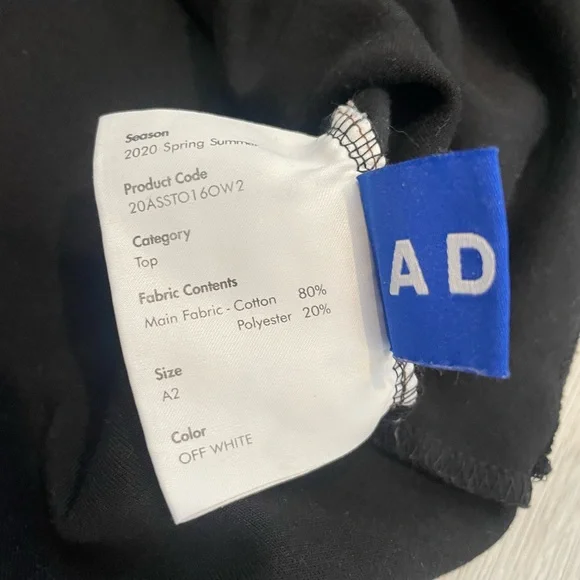 Season
2020 Spring Summer
Product Code
20ASSTO16OW2
Category
Top
Fabric Contents
Main Fabric - Cotton 80%
Polyester 20%
Size
A2
Color
OFF WHITE
AD